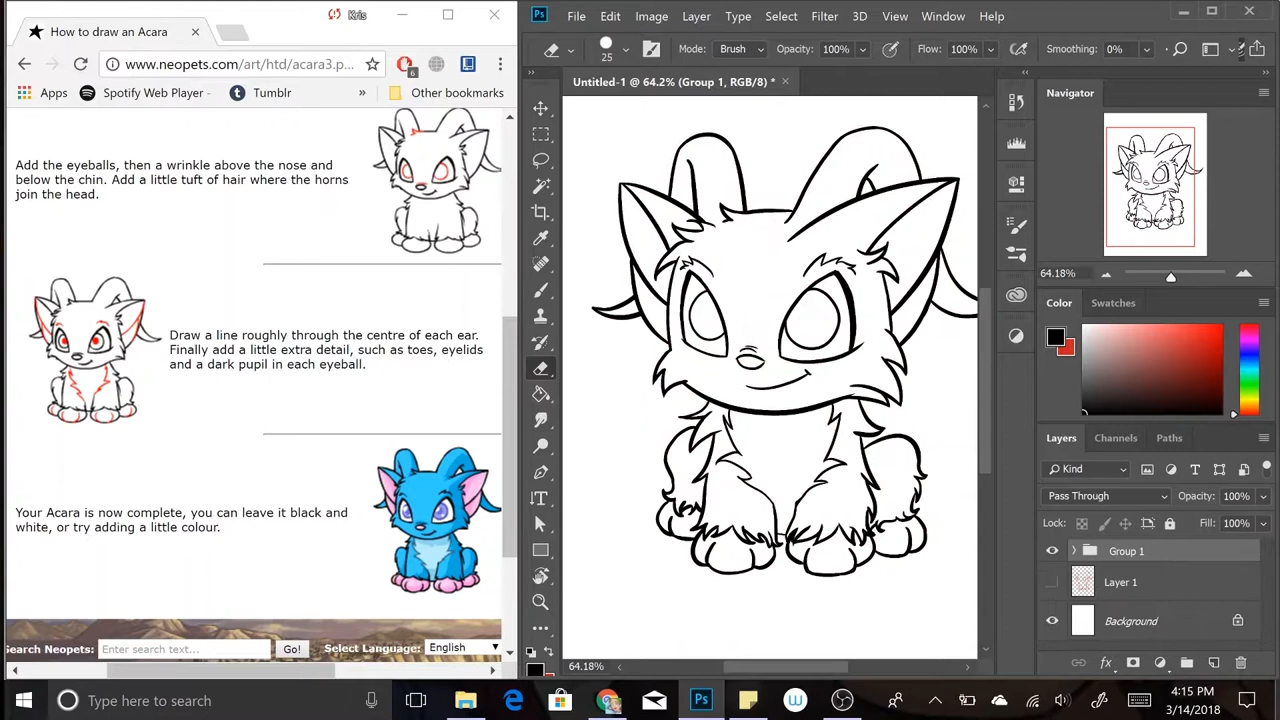 Kris
How to draw an Acara
www.neopets.com/art/htd/acara3.p...
6
Apps
Spotify Web Player -
Tumblr
»
Other bookmarks
Add the eyeballs, then a wrinkle above the nose and
below the chin. Add a little tuft of hair where the horns
join the head.
Draw a line roughly through the centre of each ear.
Finally add a little extra detail, such as toes, eyelids
and a dark pupil in each eyeball.
Your Acara is now complete, you can leave it black and
white, or try adding a little colour.
Search Neopets:
Enter search text...
Go!
Select Language:
English
Ps
File
Edit
Image
Layer
Type
Select
Filter
3D
View
Window
Help
25
Mode:
Brush
Opacity: 100%
Flow: 100%
Smoothing: 0%
Untitled-1 @ 64.2% (Group 1, RGB/8) *
64.18%
Navigator
64.18%
Color
Swatches
Layers
Channels
Paths
Kind
Pass Through
Opacity: 100%
Lock:
Fill: 100%
Group 1
Layer 1
Background
fx
Type here to search
Ps
4:15 PM
3/14/2018